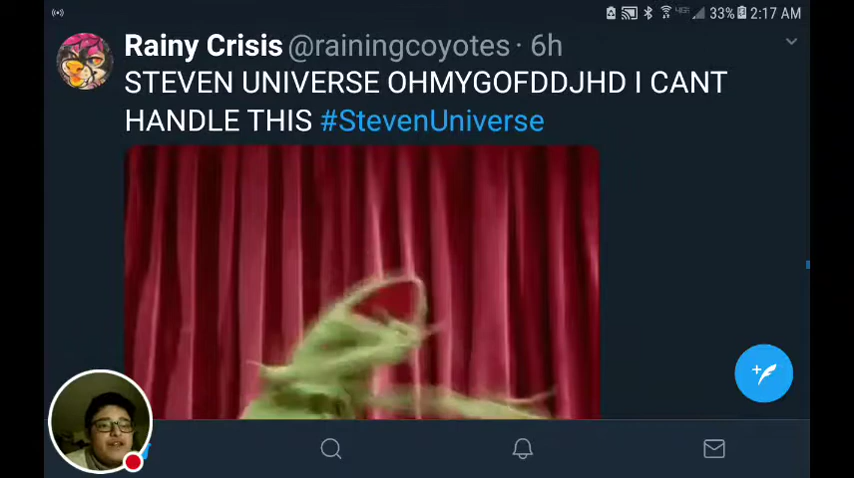 33% 2:17 AM
Rainy Crisis @rainingcoyotes · 6h
STEVEN UNIVERSE OHMYGOFDDJHD I CANT
HANDLE THIS #StevenUniverse